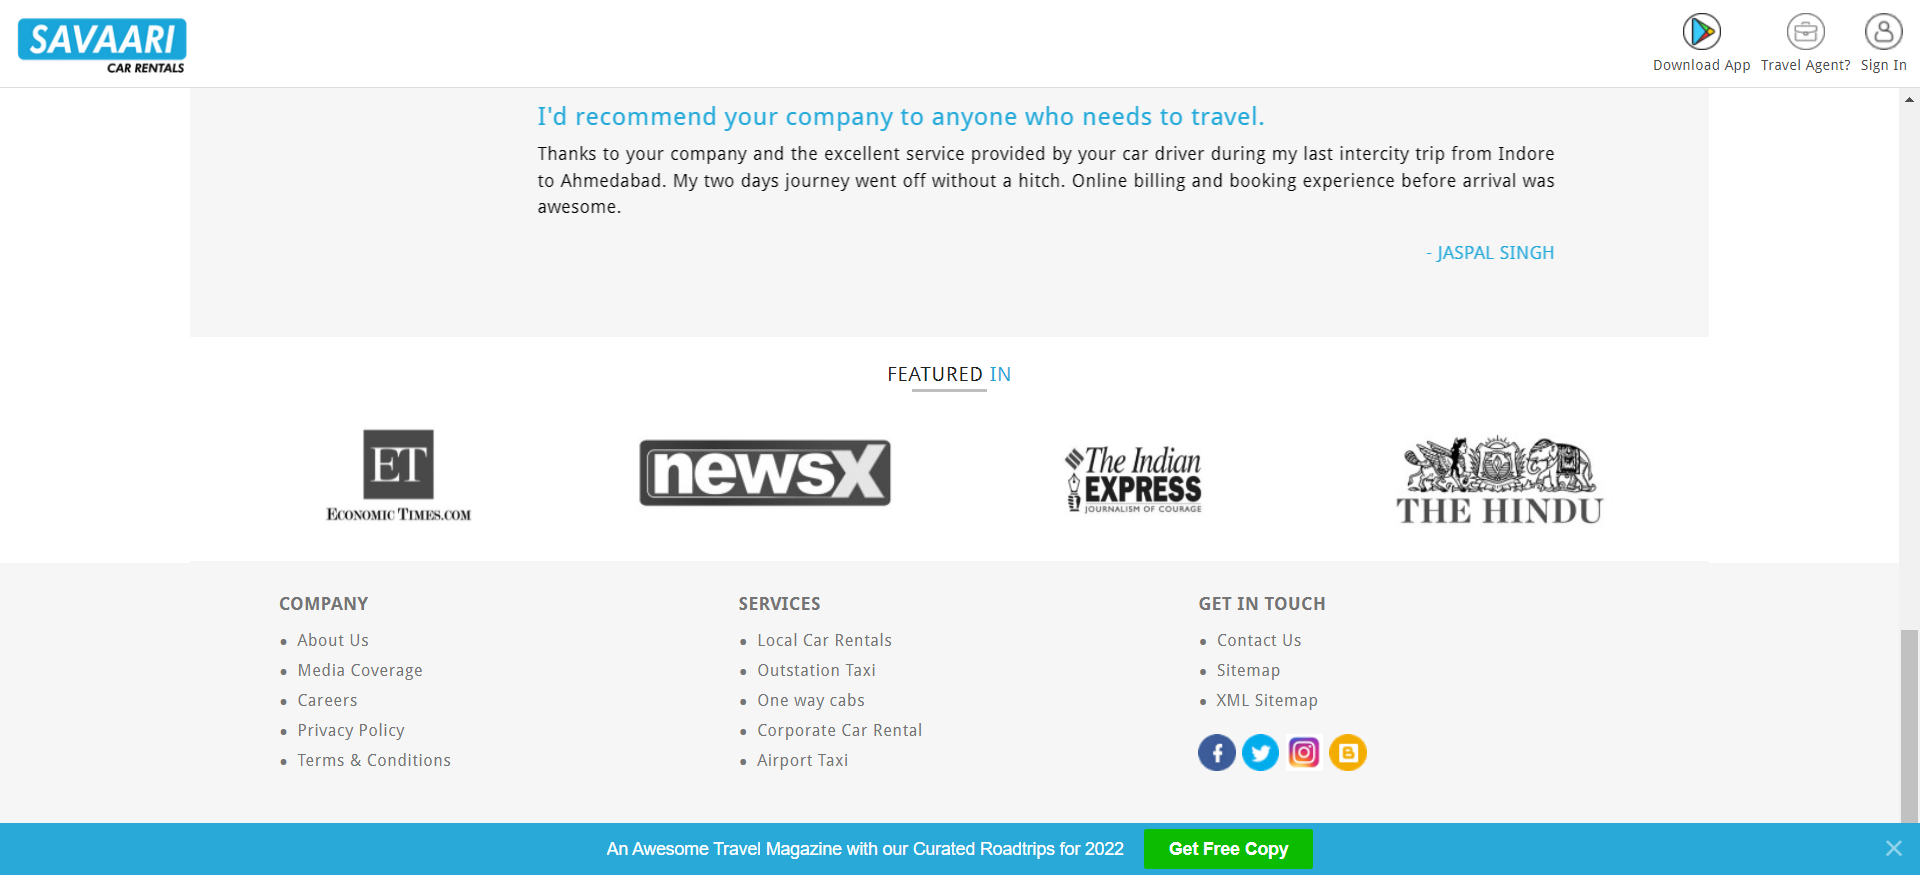 SAVAARI
CAR RENTALS
Download App
Travel Agent?
Sign In
I'd recommend your company to anyone who needs to travel.
Thanks to your company and the excellent service provided by your car driver during my last intercity trip from Indore
to Ahmedabad. My two days journey went off without a hitch. Online billing and booking experience before arrival was
awesome.
- JASPAL SINGH
FEATURED IN
ET
ECONOMIC TIMES.COM
newsX
The Indian
EXPRESS
JOURNALISM OF COURAGE
THE HINDU
COMPANY
About Us
Media Coverage
Careers
Privacy Policy
Terms & Conditions
SERVICES
Local Car Rentals
Outstation Taxi
One way cabs
Corporate Car Rental
Airport Taxi
GET IN TOUCH
Contact Us
Sitemap
XML Sitemap
An Awesome Travel Magazine with our Curated Roadtrips for 2022
Get Free Copy